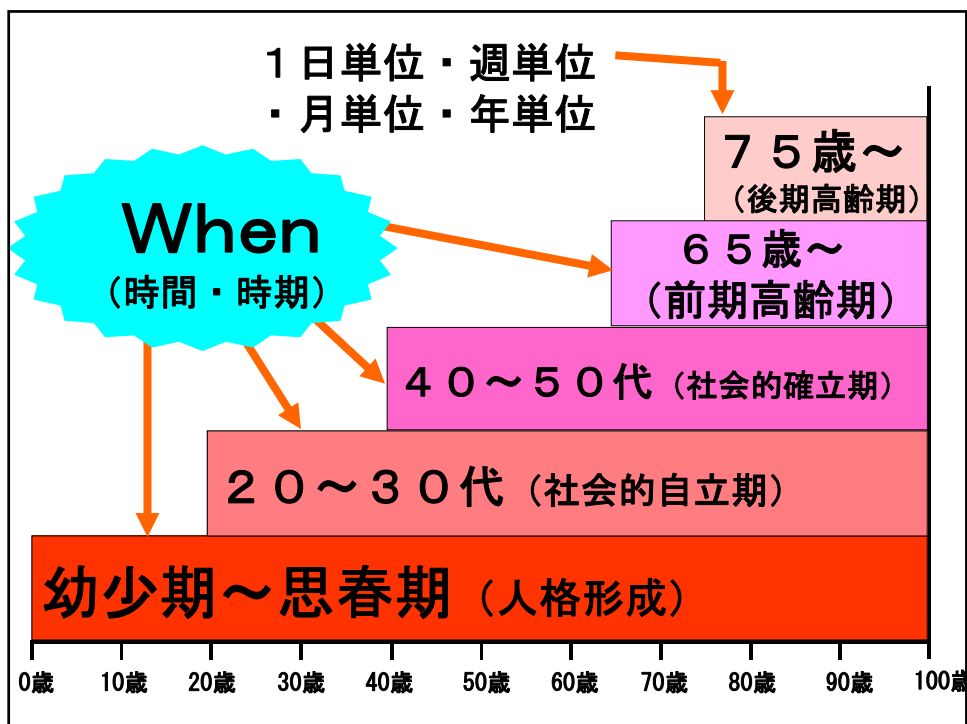 １日単位・週単位
・月単位・年単位
７５歳～
（後期高齢期）
When
（時間・時期）
６５歳～
（前期高齢期）
４０～５０代（社会的確立期）
２０～３０代（社会的自立期）
幼少期～思春期（人格形成）
0歳 10歳 20歳 30歳 40歳 50歳 60歳 70歳 80歳 90歳 100歳